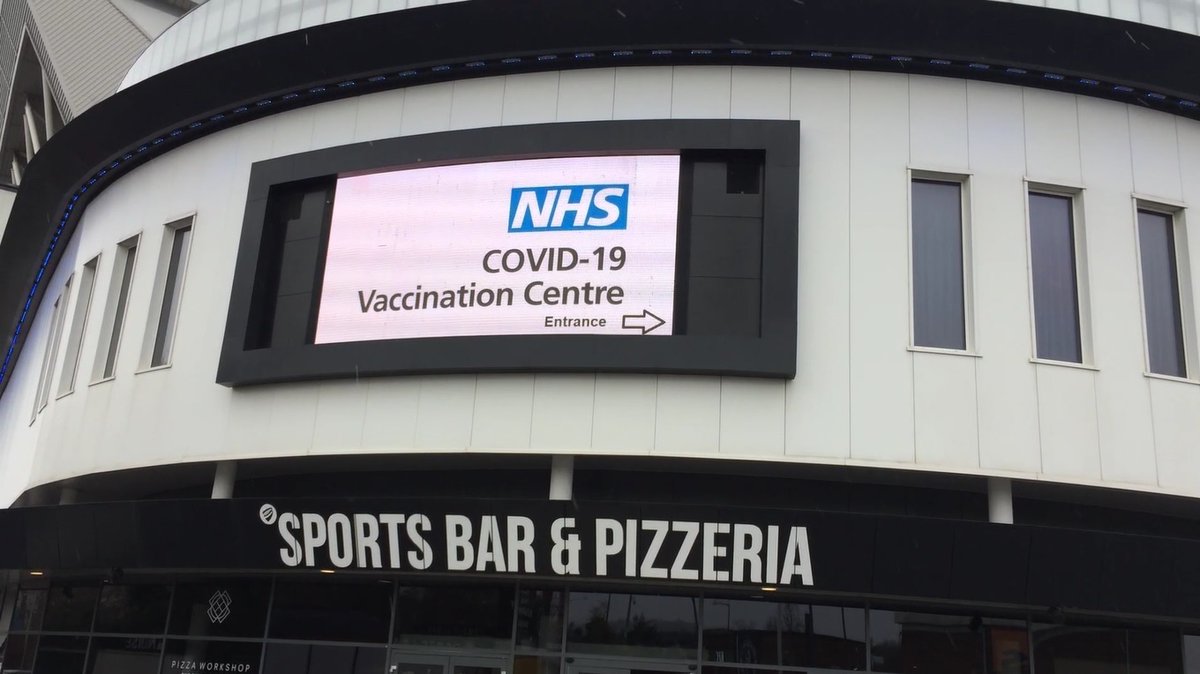 NHS
COVID-19
Vaccination Centre
Entrance
SPORTS BAR & PIZZERIA
PIZZA WORKSHOP